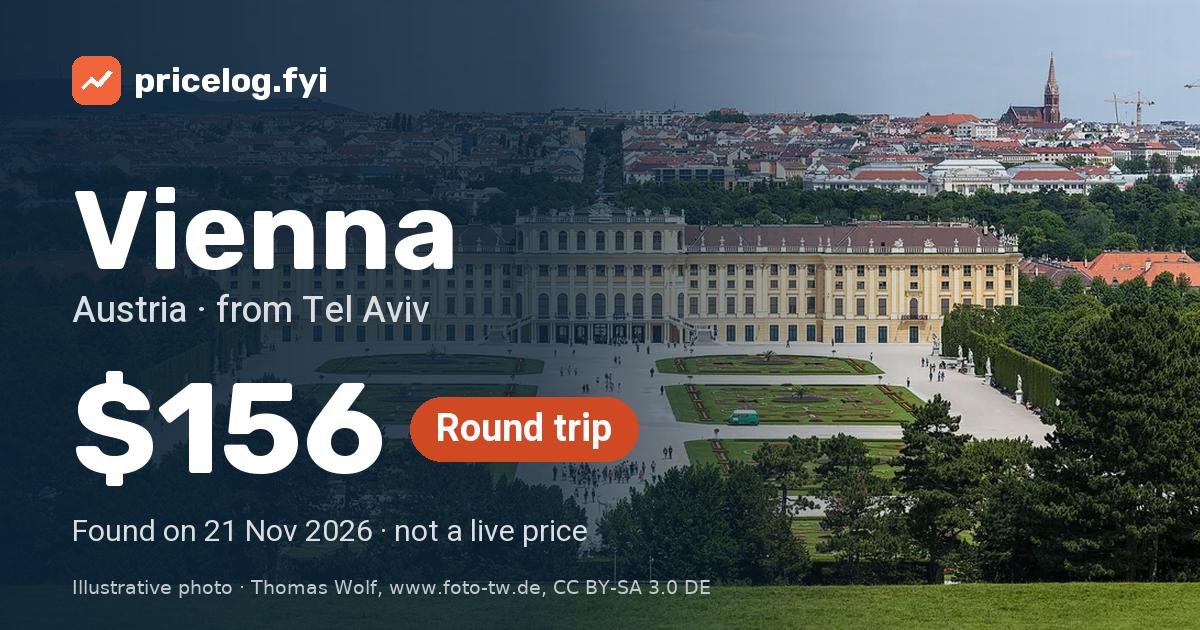 pricelog.fyi
Vienna
Austria · from Tel Aviv
$156
Round trip
Found on 21 Nov 2026 · not a live price
Illustrative photo · Thomas Wolf, www.foto-tw.de, CC BY-SA 3.0 DE